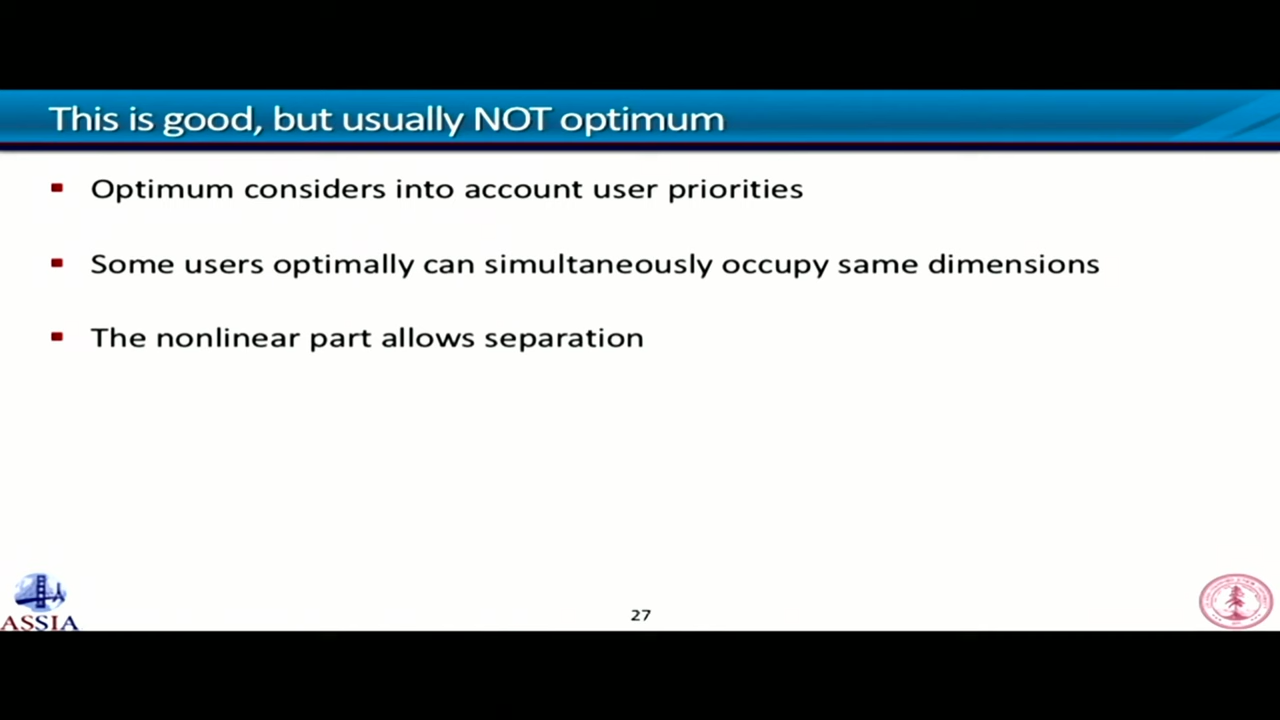 This is good, but usually NOT optimum
Optimum considers into account user priorities
Some users optimally can simultaneously occupy same dimensions
The nonlinear part allows separation
ASSIA
27